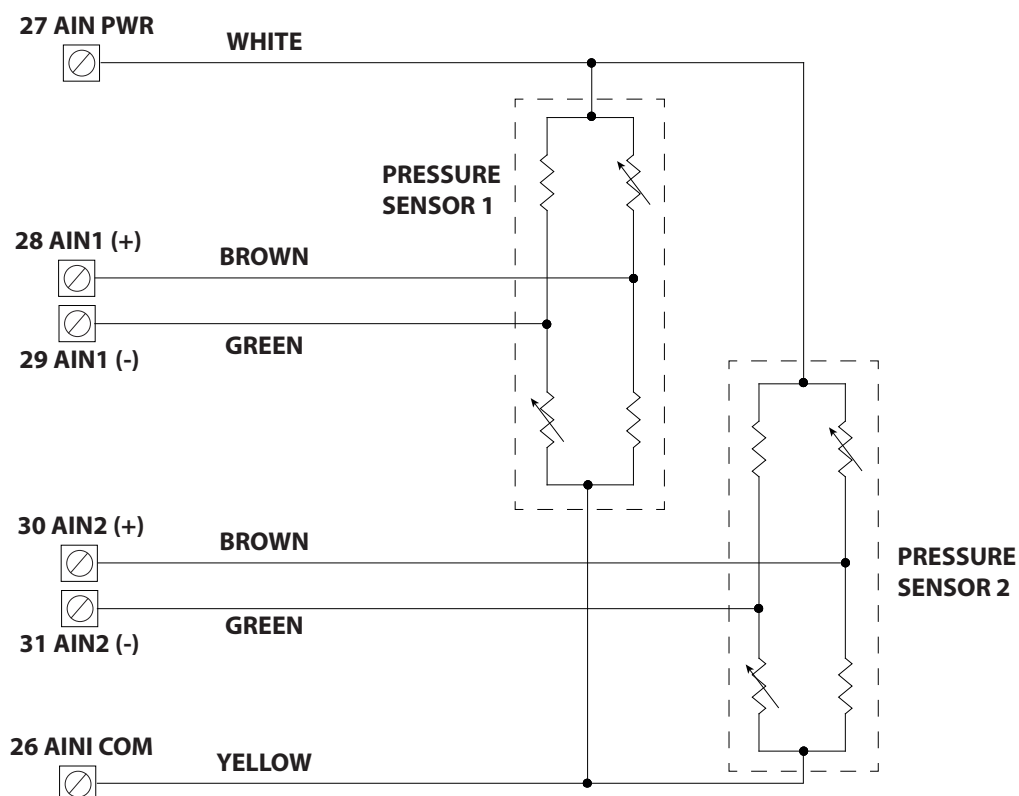 27 AIN PWR
WHITE
PRESSURE
SENSOR 1
28 AIN1 (+)
BROWN
GREEN
29 AIN1 (-)
30 AIN2 (+)
BROWN
PRESSURE
SENSOR 2
GREEN
31 AIN2 (-)
26 AINI COM
YELLOW